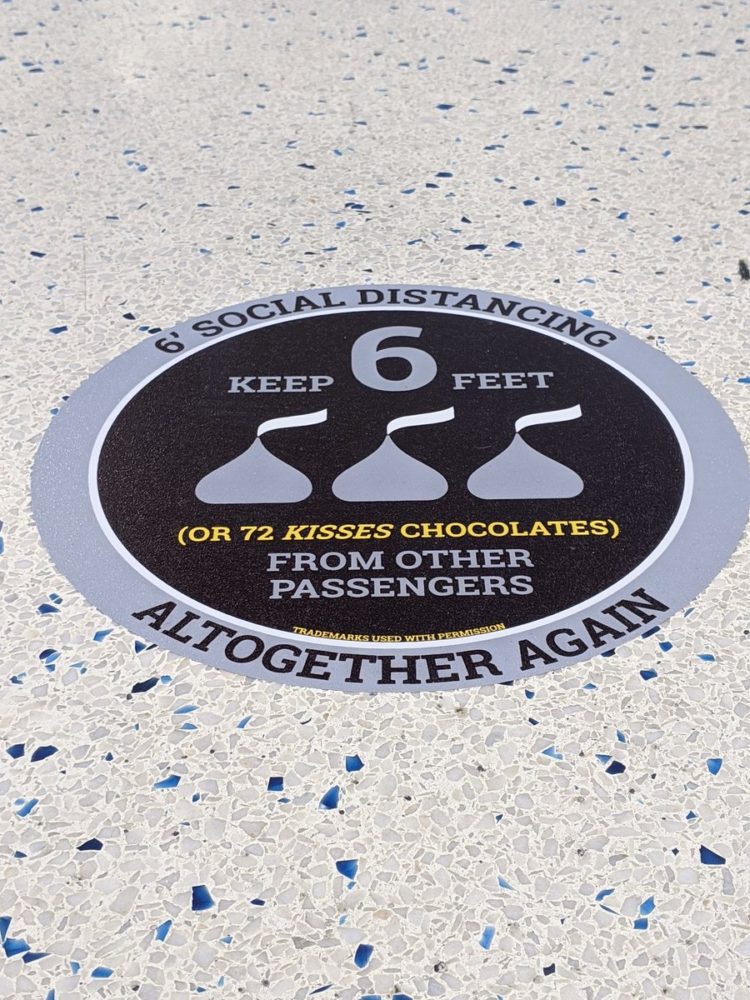 6' SOCIAL DISTANCING
KEEP 6 FEET
(OR 72 KISSES CHOCOLATES)
FROM OTHER
PASSENGERS
TRADEMARKS USED WITH PERMISSION
ALTOGETHER AGAIN